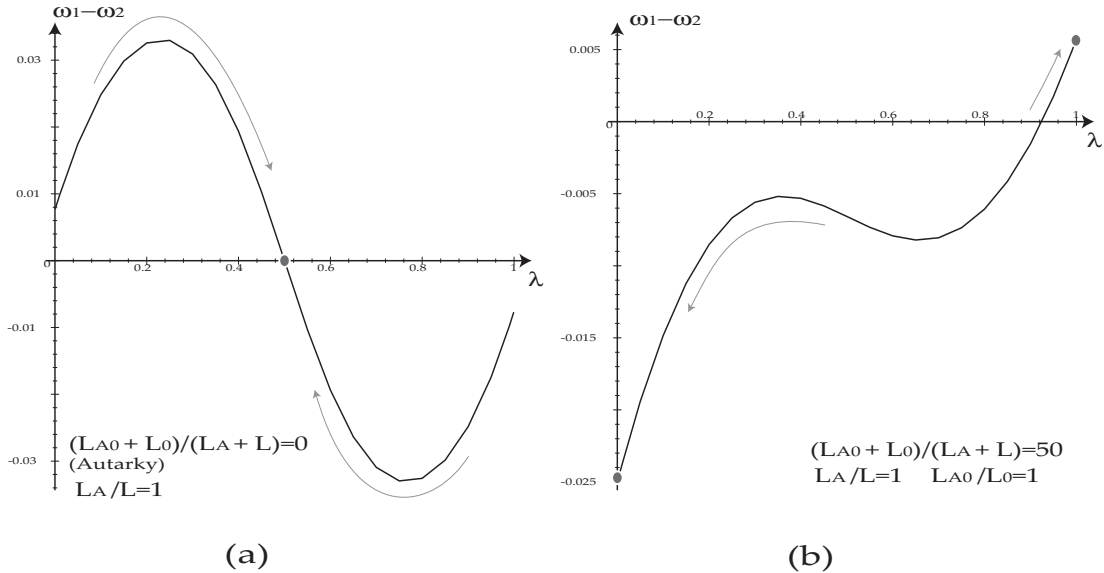 ω1−ω2
0.03
0.01
0
0.2
0.4
0.6
0.8
1
λ
-0.01
-0.03
(LA0 + L0)/(LA + L)=0
(Autarky)
LA/L=1
(a)
ω1−ω2
0.005
0
0.2
0.4
0.6
0.8
1
λ
-0.005
-0.015
-0.025
(LA0 + L0)/(LA + L)=50
LA/L=1 LA0/L0=1
(b)